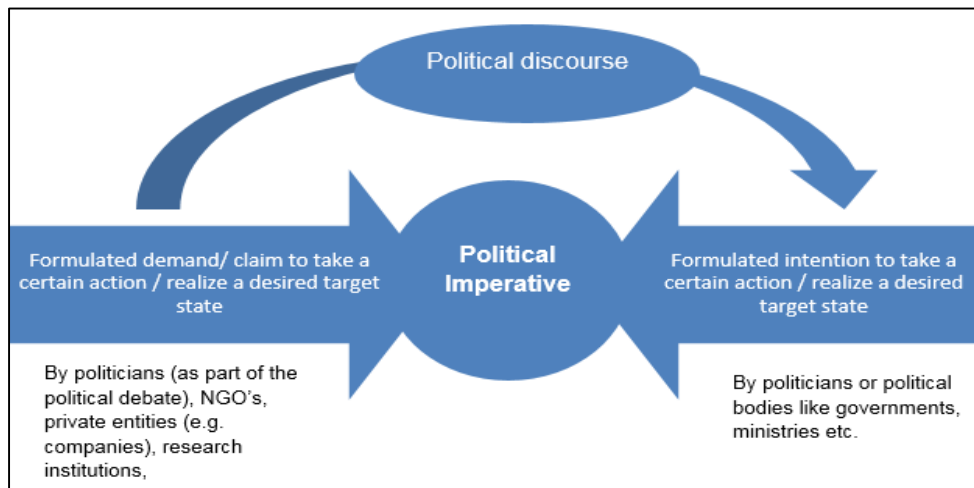 Political discourse
Formulated demand/ claim to take a
certain action / realize a desired target
state
Political
Imperative
Formulated intention to take a
certain action / realize a desired
target state
By politicians (as part of the
political debate), NGO's,
private entities (e.g.
companies), research
institutions,
By politicians or political
bodies like governments,
ministries etc.